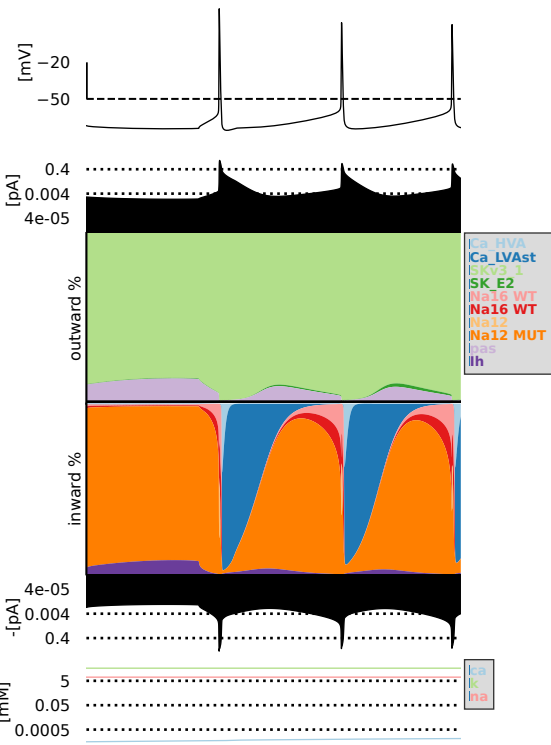 [mV]
−20
−50
[pA]
0.4
0.004
4e-05
outward %
Ca_HVA
Ca_LVAst
SKv3_1
SK_E2
Na16 WT
Na16 WT
Na12
Na12 MUT
pas
Ih
inward %
-[pA]
4e-05
0.004
0.4
[mM]
5
0.05
0.0005
ca
k
na